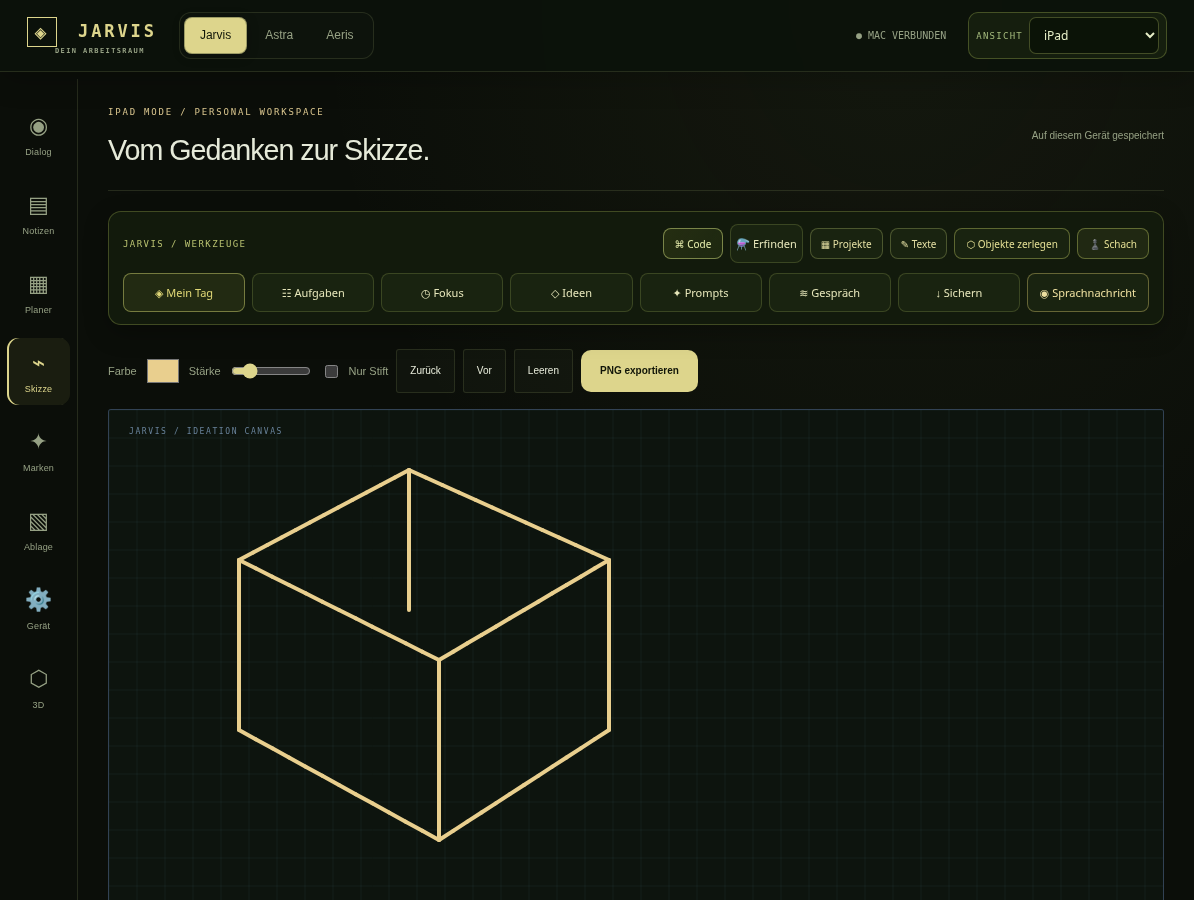 JARVIS
DEIN ARBEITSRAUM
Jarvis Astra Aeris
MAC VERBUNDEN
ANSICHT iPad
Dialog
Notizen
Planer
Skizze
Marken
Ablage
Gerät
3D
IPAD MODE / PERSONAL WORKSPACE
Vom Gedanken zur Skizze.
Auf diesem Gerät gespeichert
JARVIS / WERKZEUGE
Code Erfinden Projekte Texte Objekte zerlegen Schach
Mein Tag Aufgaben Fokus Ideen Prompts Gespräch Sichern Sprachnachricht
Farbe Stärke Nur Stift Zurück Vor Leeren PNG exportieren
JARVIS / IDEATION CANVAS